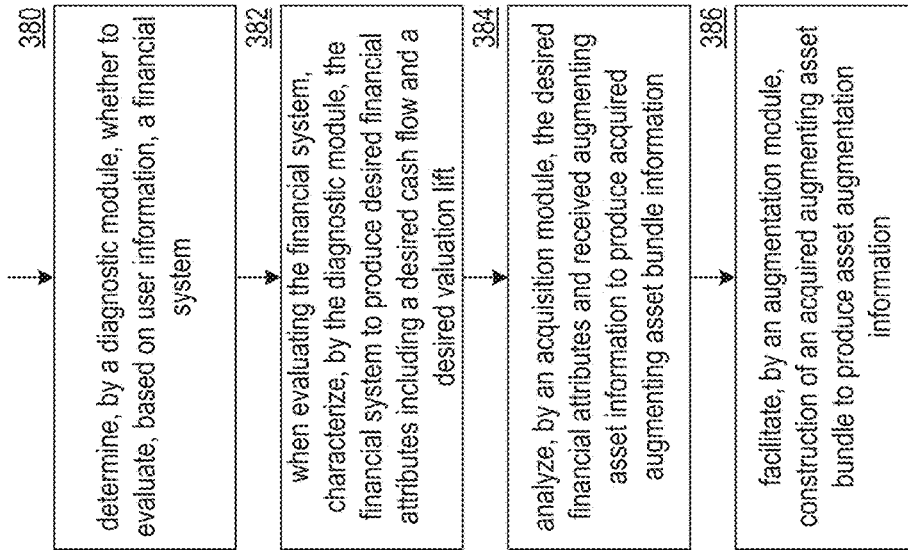 380
determine, by a diagnostic module, whether to
evaluate, based on user information, a financial
system
382
when evaluating the financial system,
characterize, by the diagnostic module, the
financial system to produce desired financial
attributes including a desired cash flow and a
desired valuation lift
384
analyze, by an acquisition module, the desired
financial attributes and received augmenting
asset information to produce acquired
augmenting asset bundle information
386
facilitate, by an augmentation module,
construction of an acquired augmenting asset
bundle to produce asset augmentation
information